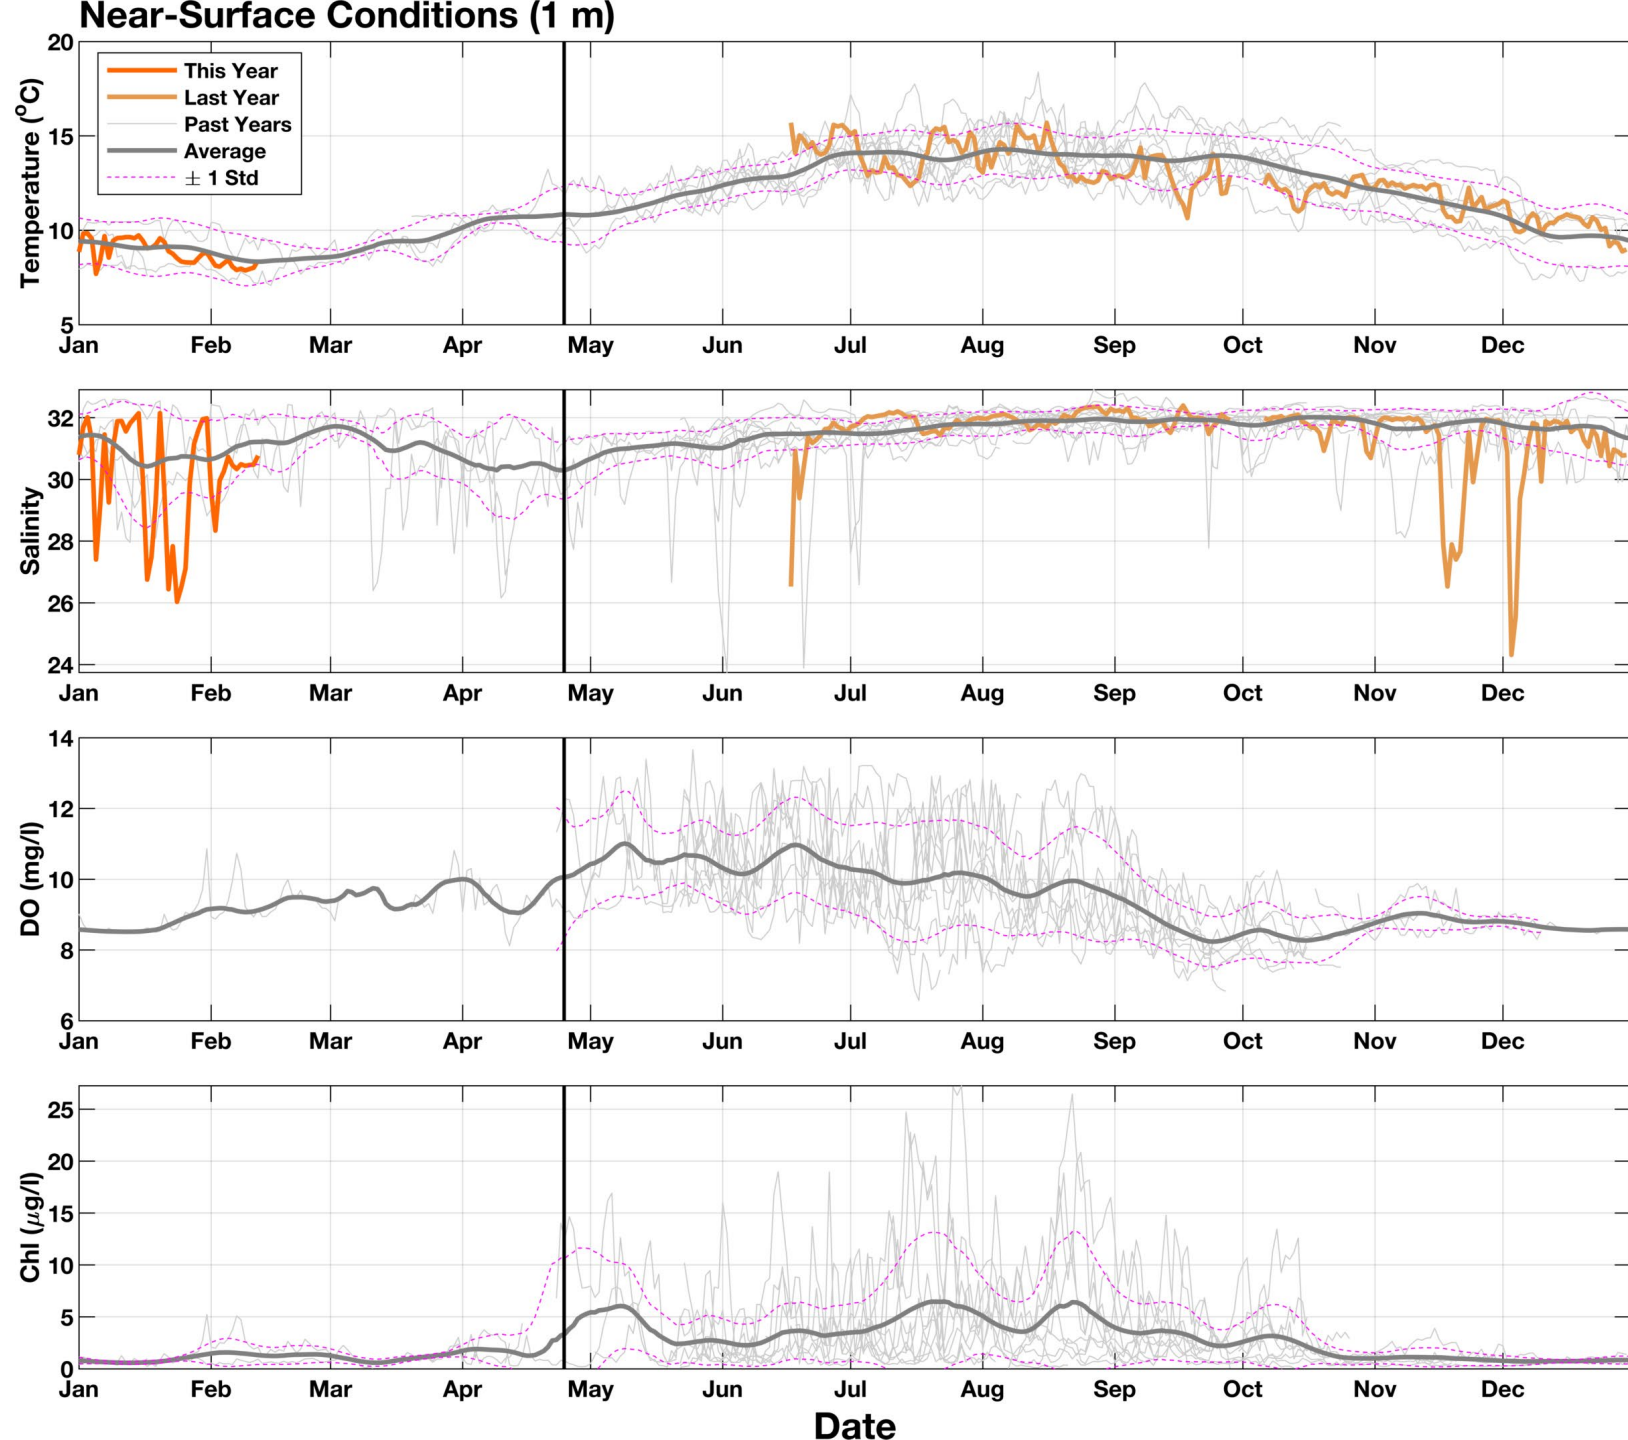 Near-Surface Conditions (1 m)
Temperature (°C)
20
15
10
5
This Year
Last Year
Past Years
Average
± 1 Std
Jan Feb Mar Apr May Jun Jul Aug Sep Oct Nov Dec
Salinity
32
30
28
26
24
Jan Feb Mar Apr May Jun Jul Aug Sep Oct Nov Dec
DO (mg/l)
14
12
10
8
6
Jan Feb Mar Apr May Jun Jul Aug Sep Oct Nov Dec
Chl (μg/l)
25
20
15
10
5
0
Jan Feb Mar Apr May Jun Jul Aug Sep Oct Nov Dec
Date